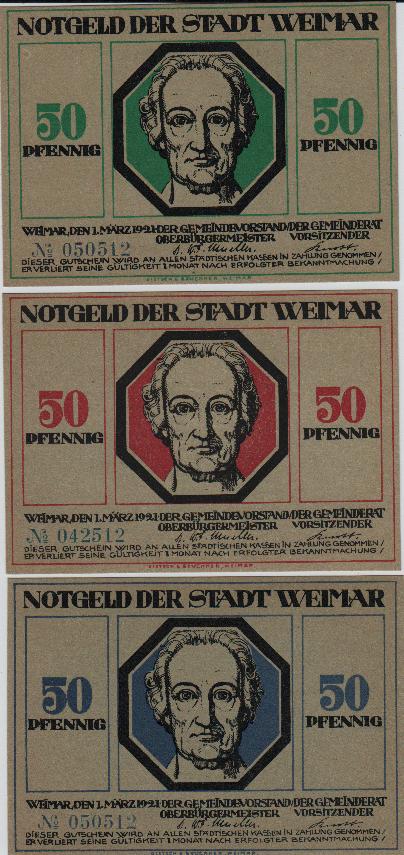 NOTGELD DER STADT WEIMAR
50 PFENNIG
50 PFENNIG
WEIMAR, DEN 1. MÄRZ 1921 · DER GEMEINDEVORSTAND / DER GEMEINDERAT
OBERBÜRGERMEISTER VORSITZENDER
№ 050512
DIESER GUTSCHEIN WIRD AN ALLEN STÄDTISCHEN KASSEN IN ZAHLUNG GENOMMEN /
ER VERLIERT SEINE GÜLTIGKEIT 1 MONAT NACH ERFOLGTER BEKANNTMACHUNG /
NOTGELD DER STADT WEIMAR
50 PFENNIG
50 PFENNIG
WEIMAR, DEN 1. MÄRZ 1921 · DER GEMEINDEVORSTAND / DER GEMEINDERAT
OBERBÜRGERMEISTER VORSITZENDER
№ 042512
DIESER GUTSCHEIN WIRD AN ALLEN STÄDTISCHEN KASSEN IN ZAHLUNG GENOMMEN /
ER VERLIERT SEINE GÜLTIGKEIT 1 MONAT NACH ERFOLGTER BEKANNTMACHUNG /
NOTGELD DER STADT WEIMAR
50 PFENNIG
50 PFENNIG
WEIMAR, DEN 1. MÄRZ 1921 · DER GEMEINDEVORSTAND / DER GEMEINDERAT
OBERBÜRGERMEISTER VORSITZENDER
№ 050512
DIESER GUTSCHEIN WIRD AN ALLEN STÄDTISCHEN KASSEN IN ZAHLUNG GENOMMEN /
ER VERLIERT SEINE GÜLTIGKEIT 1 MONAT NACH ERFOLGTER BEKANNTMACHUNG /